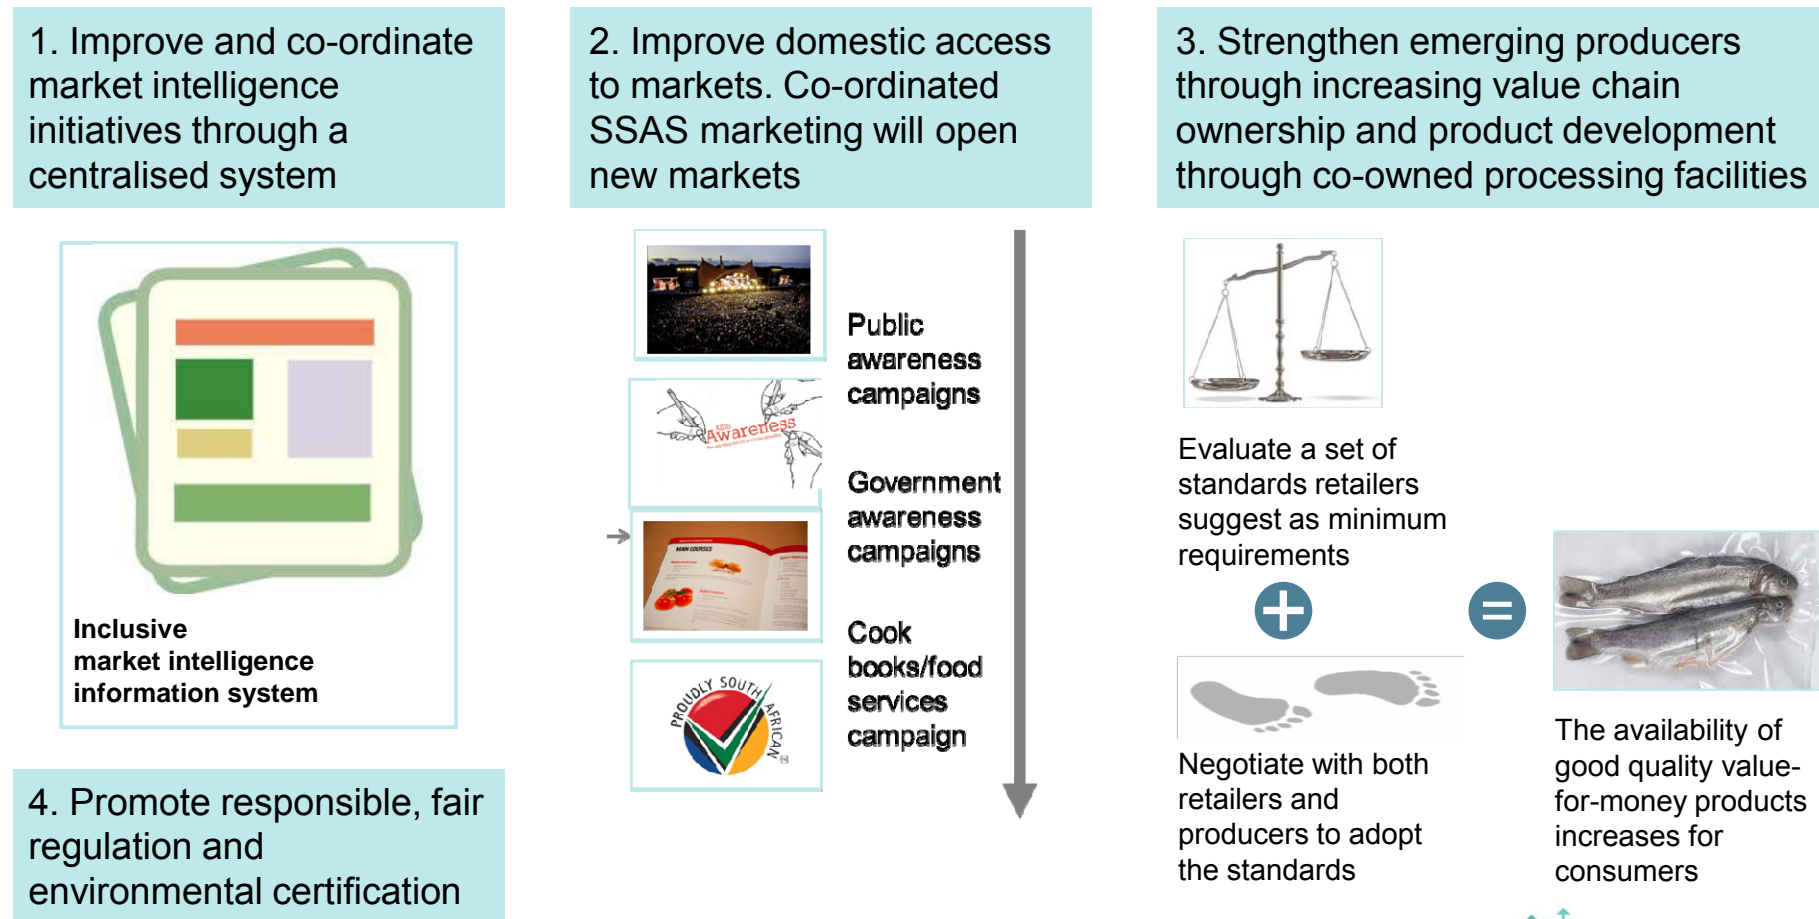 1. Improve and co-ordinate
market intelligence
initiatives through a
centralised system
Inclusive
market intelligence
information system
2. Improve domestic access
to markets. Co-ordinated
SSAS marketing will open
new markets
AIDS
Awareness
MAIN COURSES
PROUDLY SOUTH AFRICAN
Public
awareness
campaigns
Government
awareness
campaigns
Cook
books/food
services
campaign
3. Strengthen emerging producers
through increasing value chain
ownership and product development
through co-owned processing facilities
Evaluate a set of
standards retailers
suggest as minimum
requirements
+
=
Negotiate with both
retailers and
producers to adopt
the standards
The availability of
good quality value-
for-money products
increases for
consumers
4. Promote responsible, fair
regulation and
environmental certification